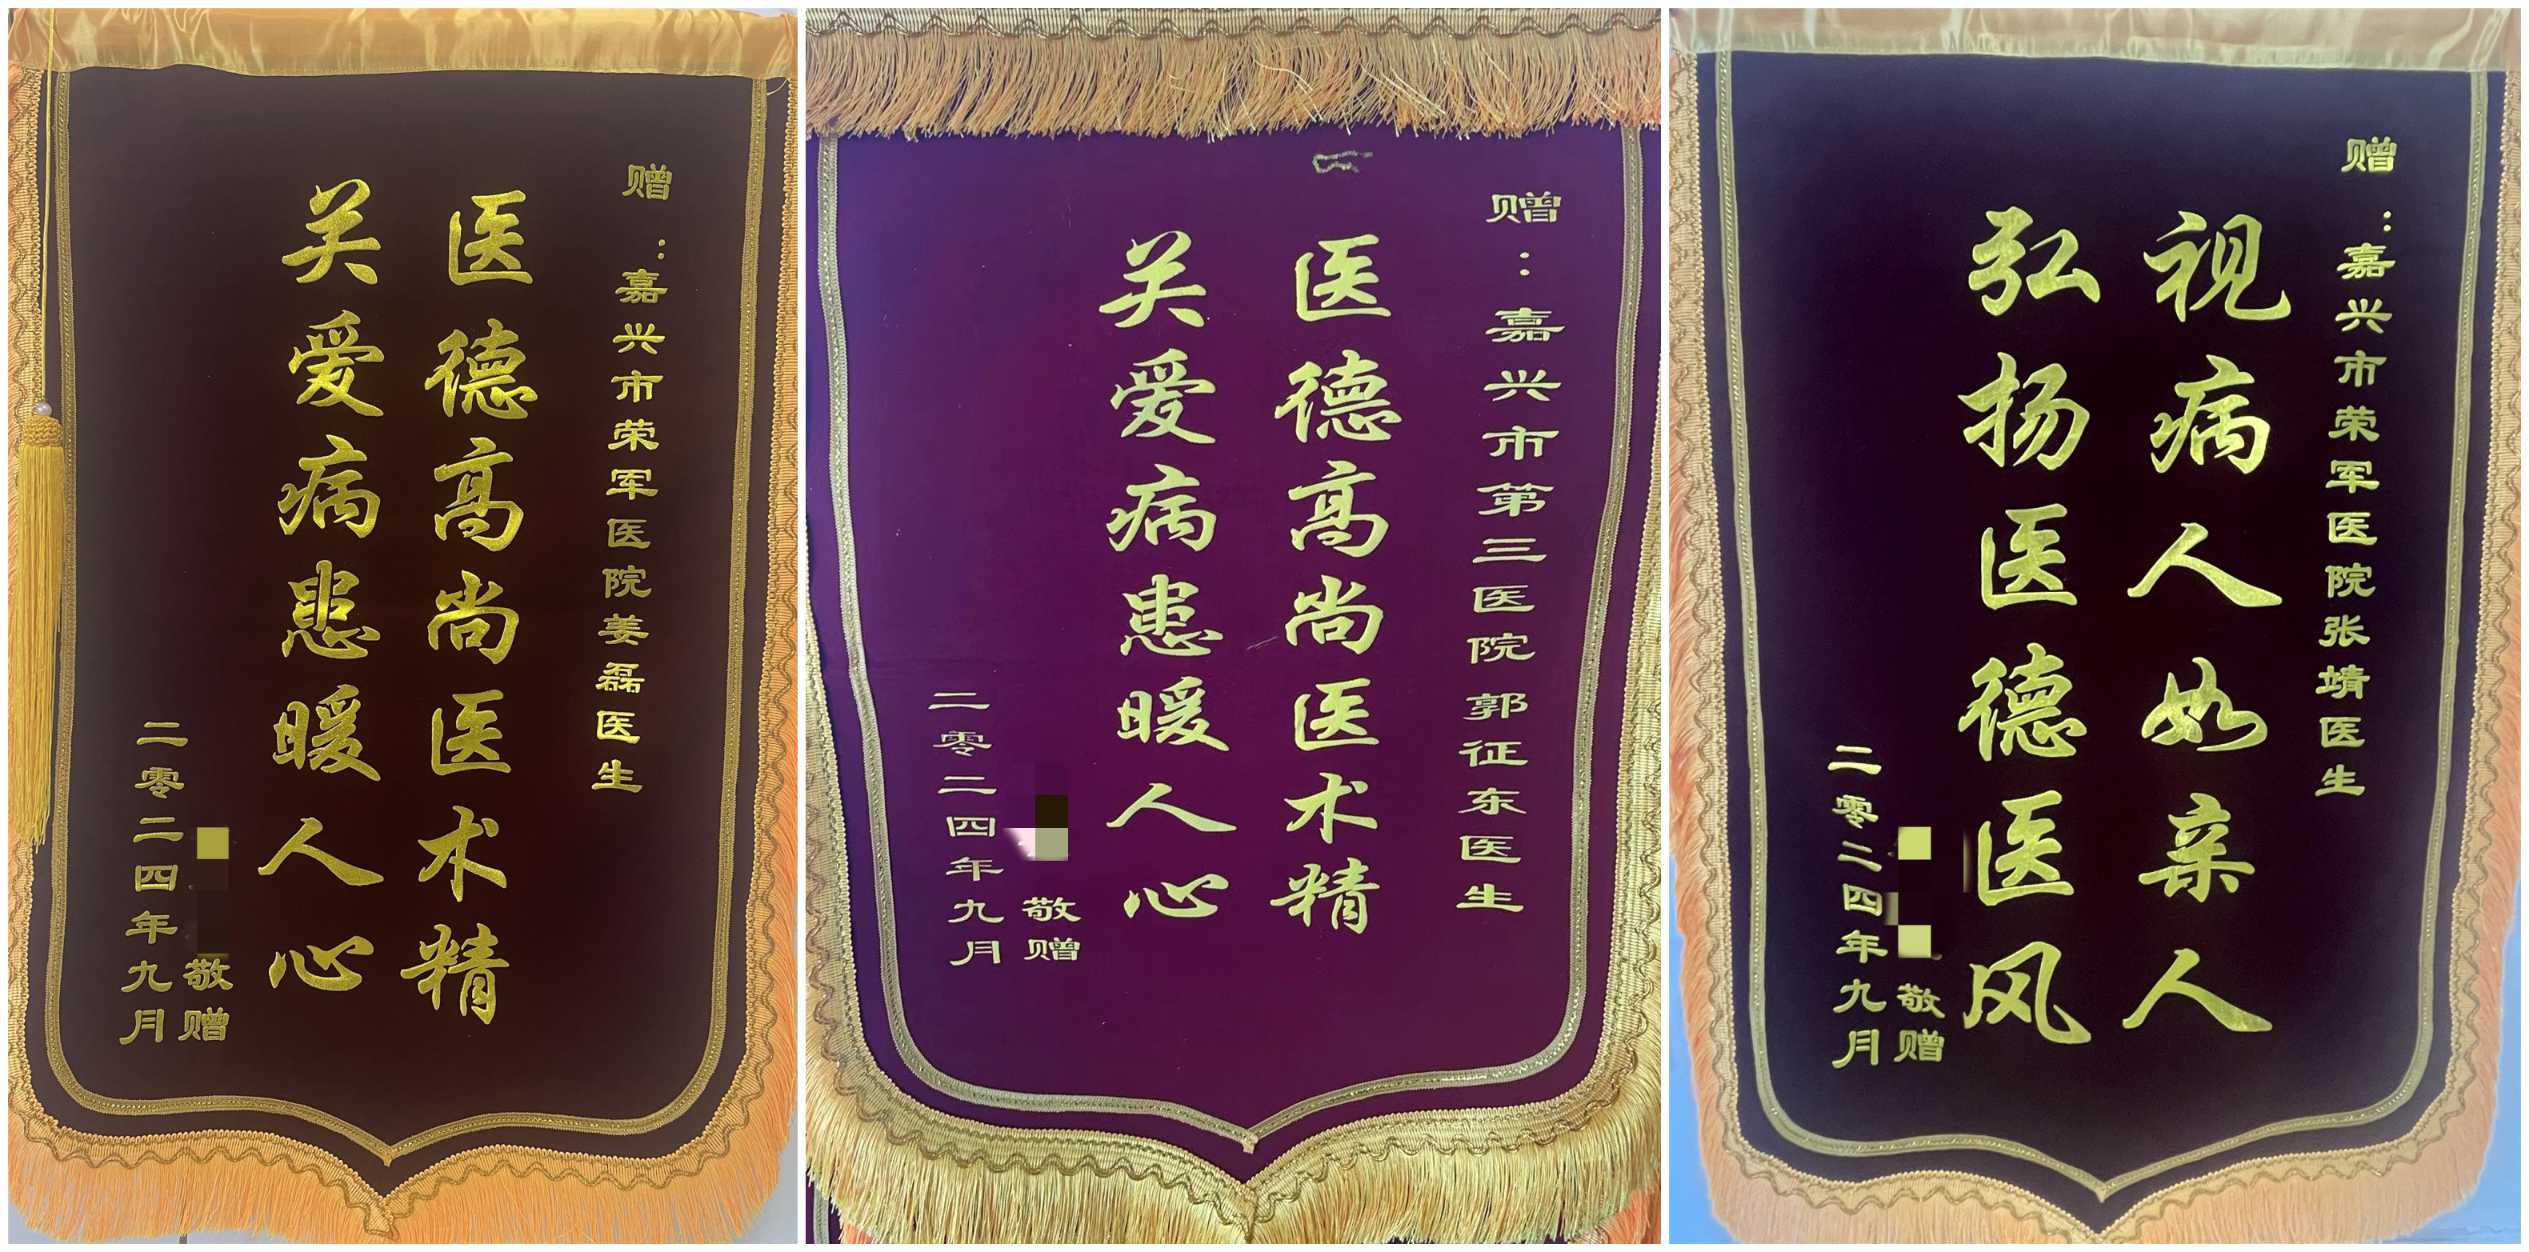 赠：嘉兴市荣军医院姜磊医生
医德高尚医术精
关爱病患暖人心
敬赠
二零二四年九月
赠：嘉兴市第三医院郭征东医生
医德高尚医术精
关爱病患暖人心
敬赠
二零二四年九月
赠：嘉兴市荣军医院张婧医生
视病人如亲人
弘扬医德医风
敬赠
二零二四年九月